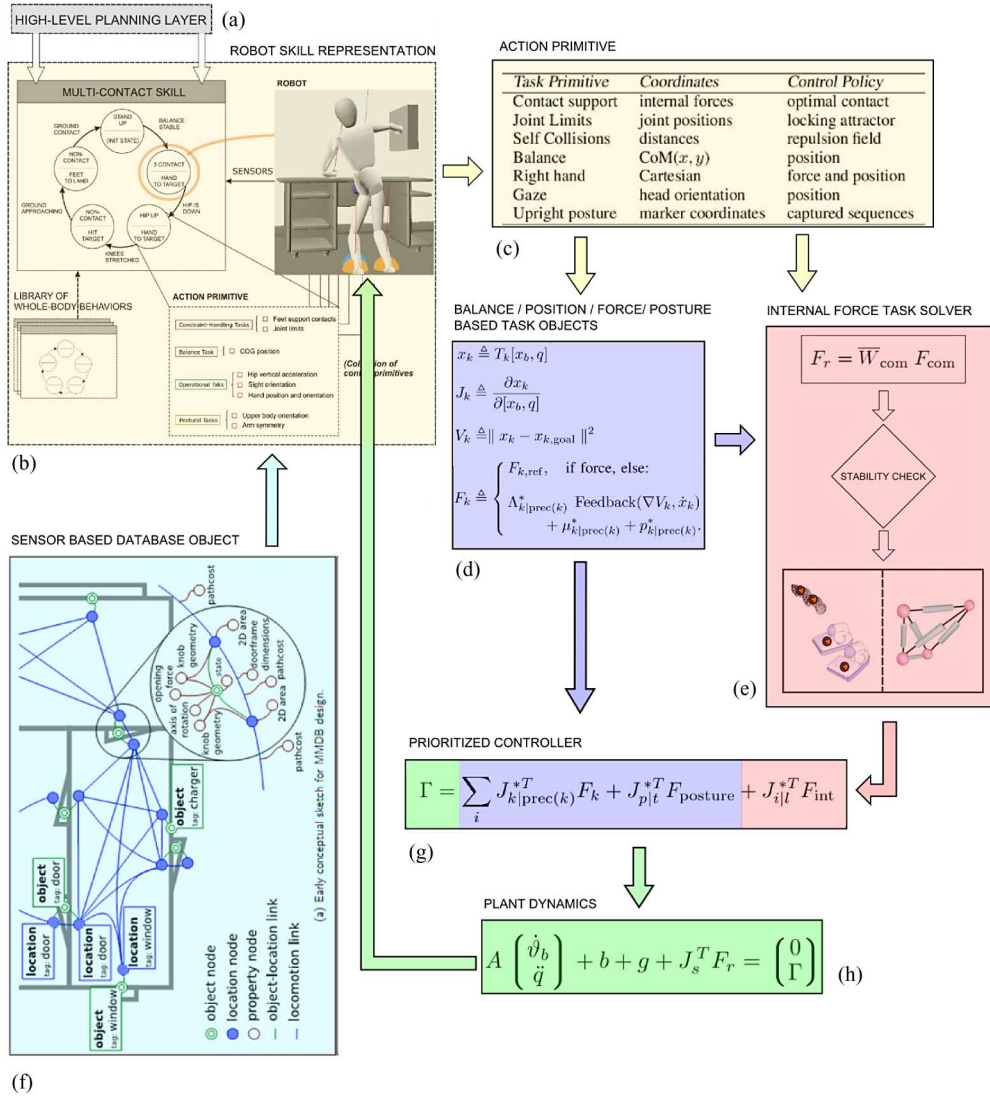 HIGH-LEVEL PLANNING LAYER
(a)
ROBOT SKILL REPRESENTATION
MULTI-CONTACT SKILL
ROBOT
STAND UP
(INIT STATE)
GROUND CONTACT
BALANCE STABLE
NON-CONTACT
FEET TO LAND
3 CONTACT
HAND TO TARGET
SENSORS
GROUND APPROACHING
HIP IS DOWN
NON-CONTACT
HIT TARGET
HIP UP
HAND TO TARGET
KNEES STRETCHED
LIBRARY OF
WHOLE-BODY BEHAVIORS
ACTION PRIMITIVE
Constraint-Handling Tasks
Feet support contacts
Joint limits
Balance Task
COG position
Operational Taks
Hip vertical acceleration
Sight orientation
Hand position and orientation
Postural Tasks
Upper body orientation
Arm symmetry
(b)
ACTION PRIMITIVE
Task Primitive Coordinates Control Policy
Contact support internal forces optimal contact
Joint Limits joint positions locking attractor
Self Collisions distances repulsion field
Balance CoM(x, y) position
Right hand Cartesian force and position
Gaze head orientation position
Upright posture marker coordinates captured sequences
(c)
BALANCE / POSITION / FORCE/ POSTURE
BASED TASK OBJECTS
x_k ≜ T_k[x_b, q]
J_k ≜ ∂x_k / ∂[x_b, q]
V_k ≜ ‖ x_k − x_{k,goal} ‖²
F_k ≜ { F_{k,ref}, if force, else:
Λ*_{k|prec(k)} Feedback(∇V_k, ẋ_k)
+ μ*_{k|prec(k)} + p*_{k|prec(k)}.
(d)
INTERNAL FORCE TASK SOLVER
F_r = W̅_com F_com
STABILITY CHECK
(e)
SENSOR BASED DATABASE OBJECT
pathcost
2D area
doorframe
dimensions
pathcost
2D area
pathcost
knob
geometry
state
opening
force
axis of
rotation
knob
geometry
object
tag: charger
object
tag: door
location
tag: door
location
tag: door
location
tag: window
object
tag: window
object node
location node
property node
object-location link
locomotion link
(a) Early conceptual sketch for MMDB design.
(f)
PRIORITIZED CONTROLLER
Γ = ∑_i J*ᵀ_{k|prec(k)} F_k + J*ᵀ_{p|t} F_posture + J*ᵀ_{i|l} F_int
(g)
PLANT DYNAMICS
A (ϑ̇_b q̈) + b + g + J_sᵀ F_r = (0 Γ)
(h)